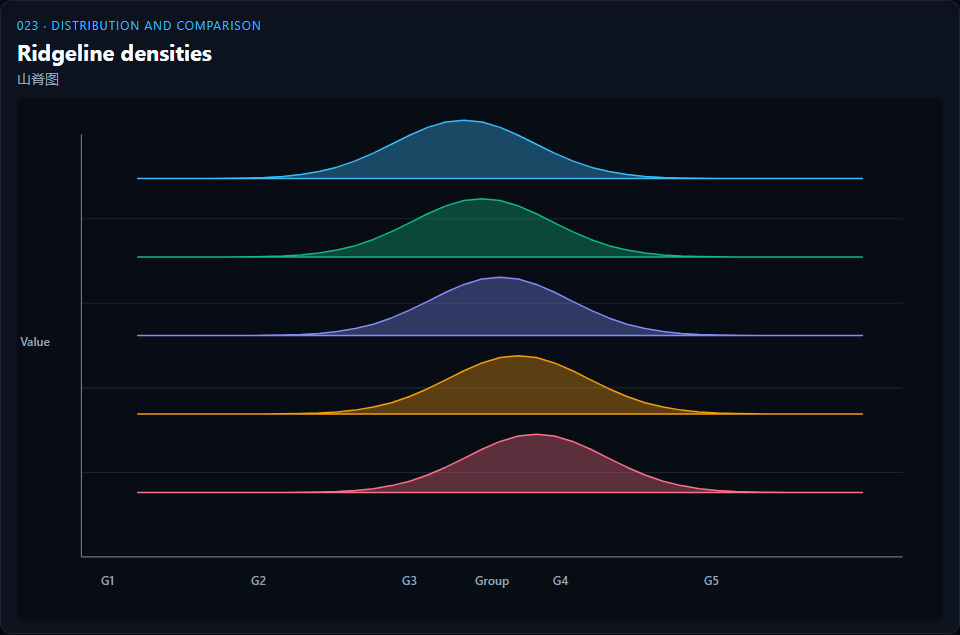 023 · DISTRIBUTION AND COMPARISON
Ridgeline densities
山脊图
Value
G1 G2 G3 Group G4 G5